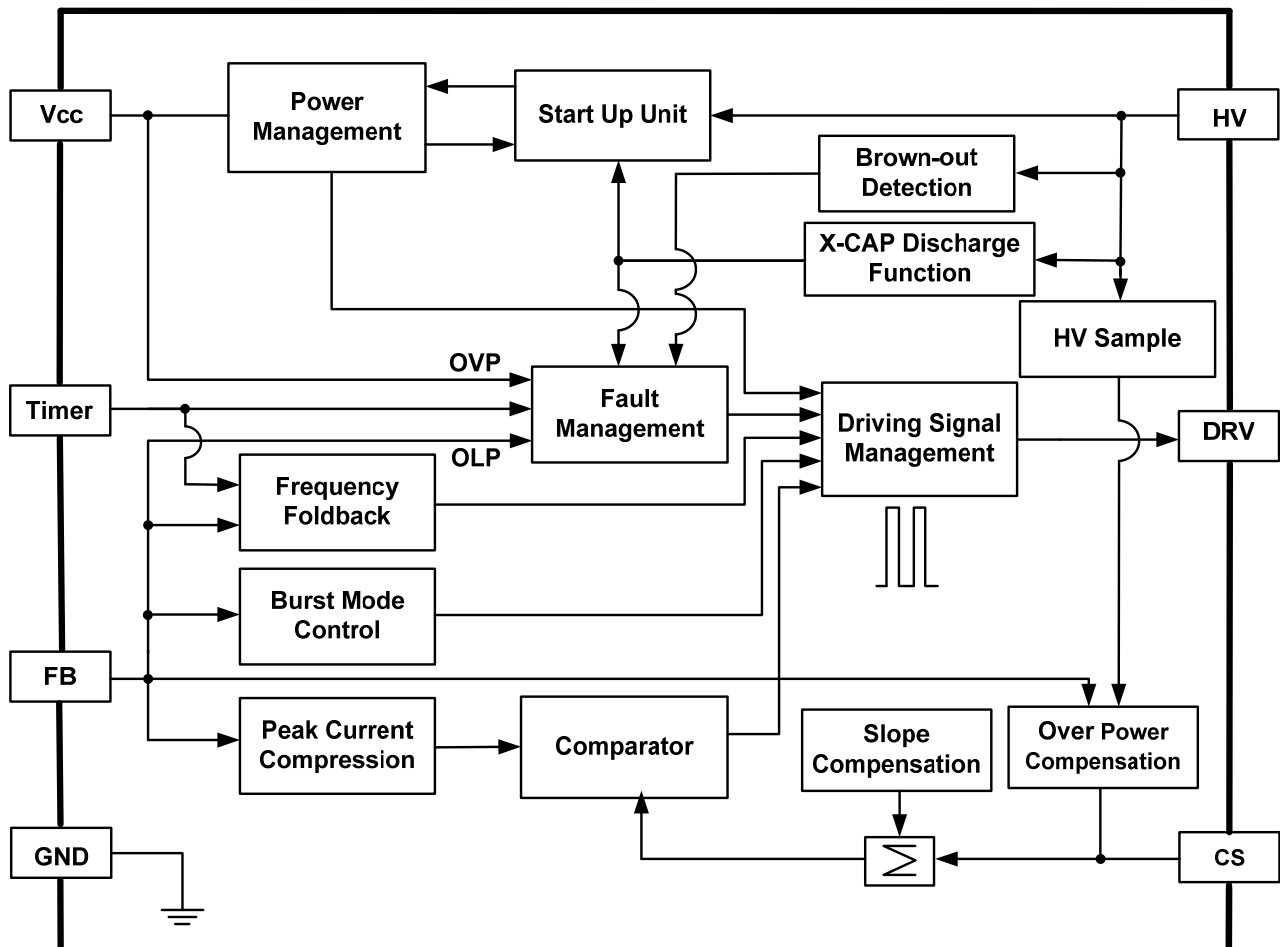 Vcc
Power
Management
Start Up Unit
HV
Brown-out
Detection
X-CAP Discharge
Function
HV Sample
OVP
Timer
Fault
Management
Driving Signal
Management
DRV
OLP
Frequency
Foldback
Burst Mode
Control
FB
Peak Current
Compression
Comparator
Slope
Compensation
Over Power
Compensation
GND
Σ
CS